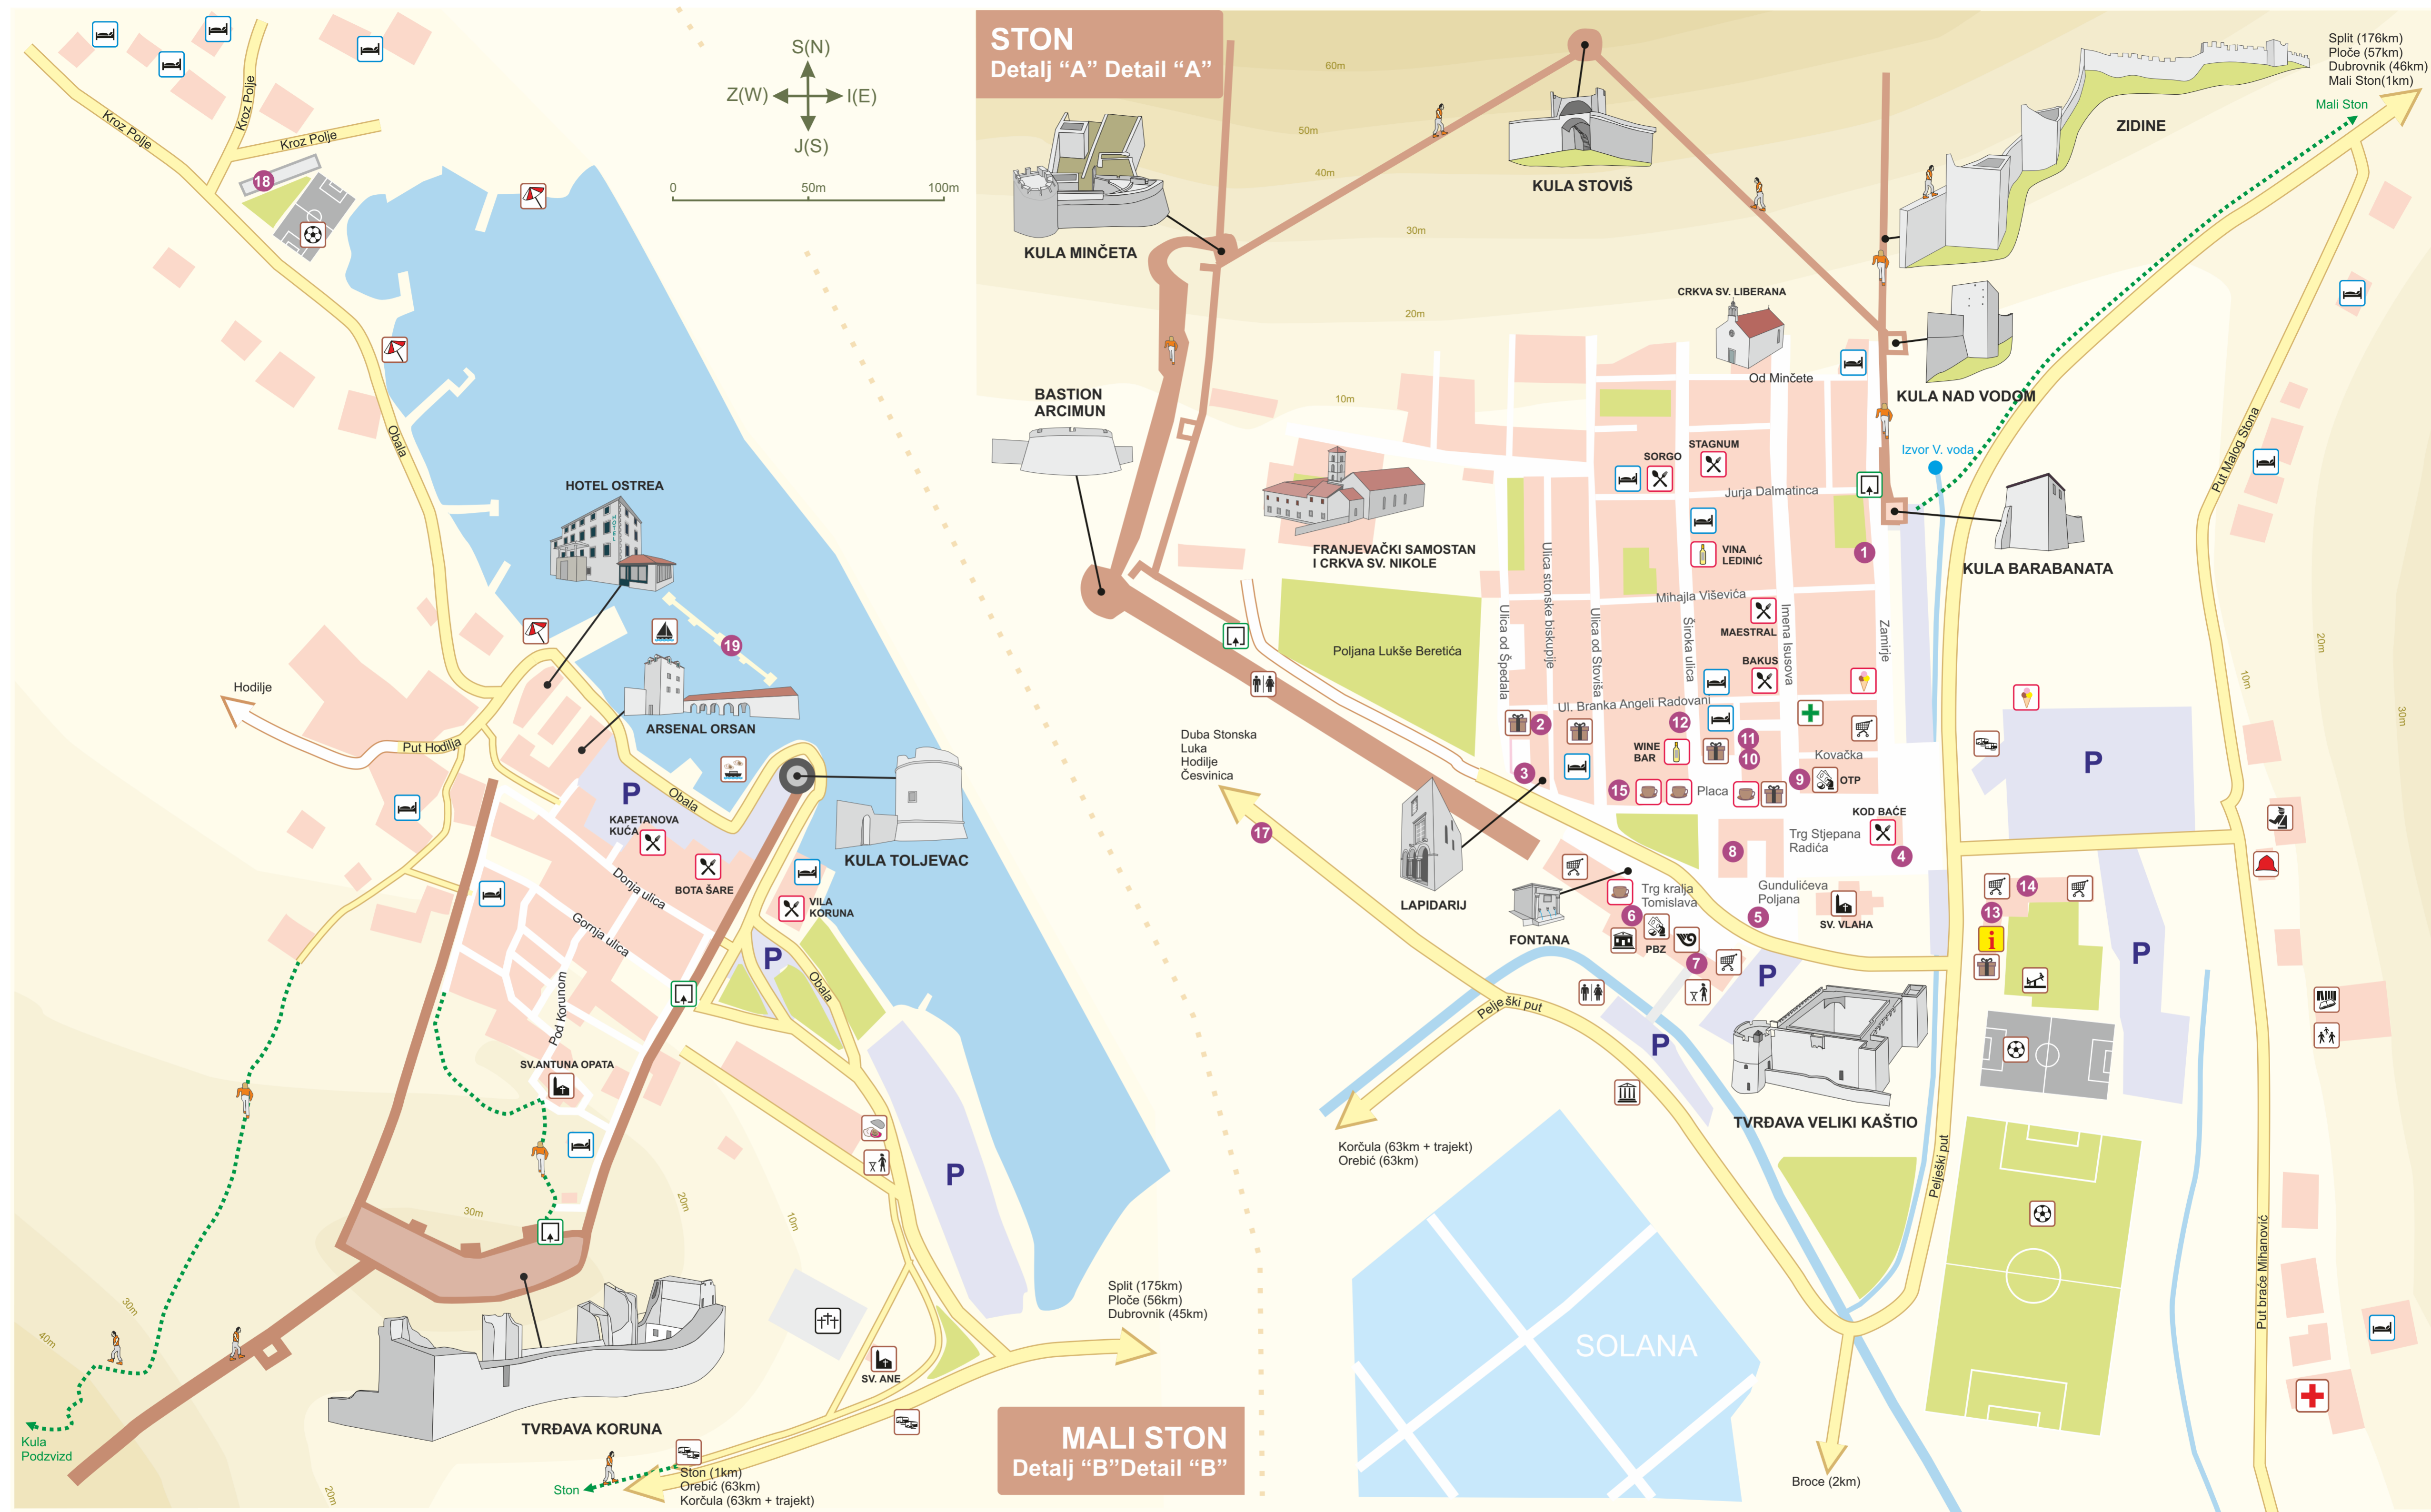 STON
Detalj “A” Detail “A”
S(N)
Z(W)
I(E)
J(S)
0
50m
100m
Kroz Polje
Kroz Polje
Kroz Polje
18
Obala
HOTEL OSTREA
19
ARSENAL ORSAN
Hodilje
Put Hodilja
P
Obala
KULA TOLJEVAC
KAPETANOVA
KUĆA
BOTA ŠARE
VILA
KORUNA
Donja ulica
Gornja ulica
P
Obala
Pod Korunom
SV.ANTUNA OPATA
P
30m
20m
10m
30m
40m
20m
TVRĐAVA KORUNA
Kula
Podzvizd
SV. ANE
Split (175km)
Ploče (56km)
Dubrovnik (45km)
Ston
Ston (1km)
Orebić (63km)
Korčula (63km + trajekt)
MALI STON
Detalj “B”Detail “B”
60m
50m
40m
30m
20m
10m
KULA MINČETA
KULA STOVIŠ
ZIDINE
Split (176km)
Ploče (57km)
Dubrovnik (46km)
Mali Ston(1km)
Mali Ston
CRKVA SV. LIBERANA
Od Minčete
KULA NAD VODOM
BASTION
ARCIMUN
Izvor V. voda
Put Malog Stona
STAGNUM
SORGO
Jurja Dalmatinca
FRANJEVAČKI SAMOSTAN
I CRKVA SV. NIKOLE
VINA
LEDINIĆ
1
KULA BARABANATA
Mihajla Viševića
MAESTRAL
Poljana Lukše Beretića
Ulica od Špedala
Ulica stonske biskupije
Ulica od Stoviša
Široka ulica
Imena Isusova
Zamirje
BAKUS
Ul. Branka Angeli Radovani
2
12
WINE
BAR
11
10
Kovačka
3
15
Placa
9
OTP
KOD BAĆE
Trg Stjepana
Radića
8
4
Duba Stonska
Luka
Hodilje
Česvinica
17
LAPIDARIJ
FONTANA
Trg kralja
Tomislava
6
PBZ
7
Gundulićeva
Poljana
5
SV. VLAHA
P
P
P
P
14
13
i
20m
10m
30m
Pelješki put
Korčula (63km + trajekt)
Orebić (63km)
TVRĐAVA VELIKI KAŠTIO
Pelješki put
Put braće Mihanović
SOLANA
Broce (2km)